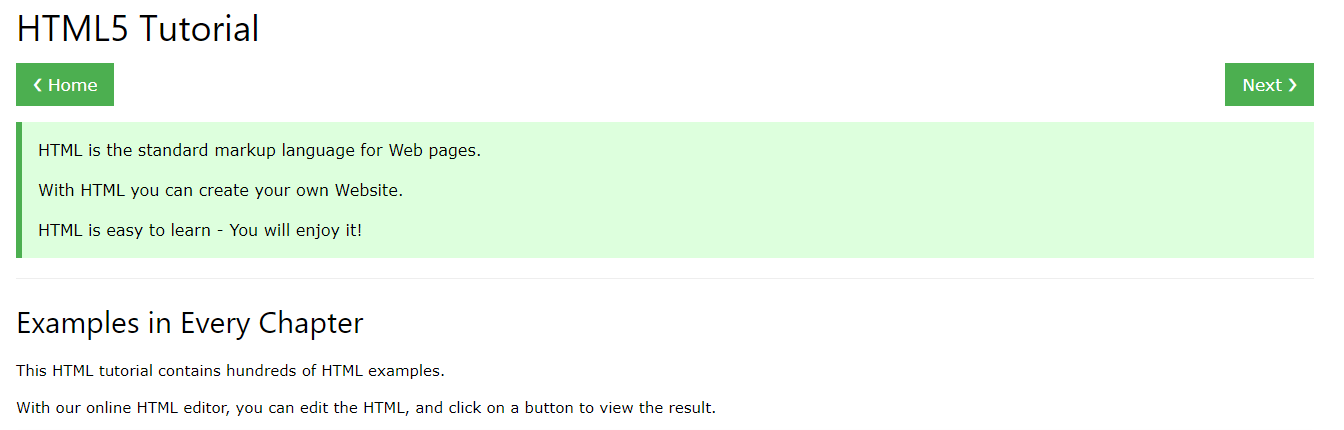 HTML5 Tutorial
❮ Home
Next ❯
HTML is the standard markup language for Web pages.
With HTML you can create your own Website.
HTML is easy to learn - You will enjoy it!
Examples in Every Chapter
This HTML tutorial contains hundreds of HTML examples.
With our online HTML editor, you can edit the HTML, and click on a button to view the result.